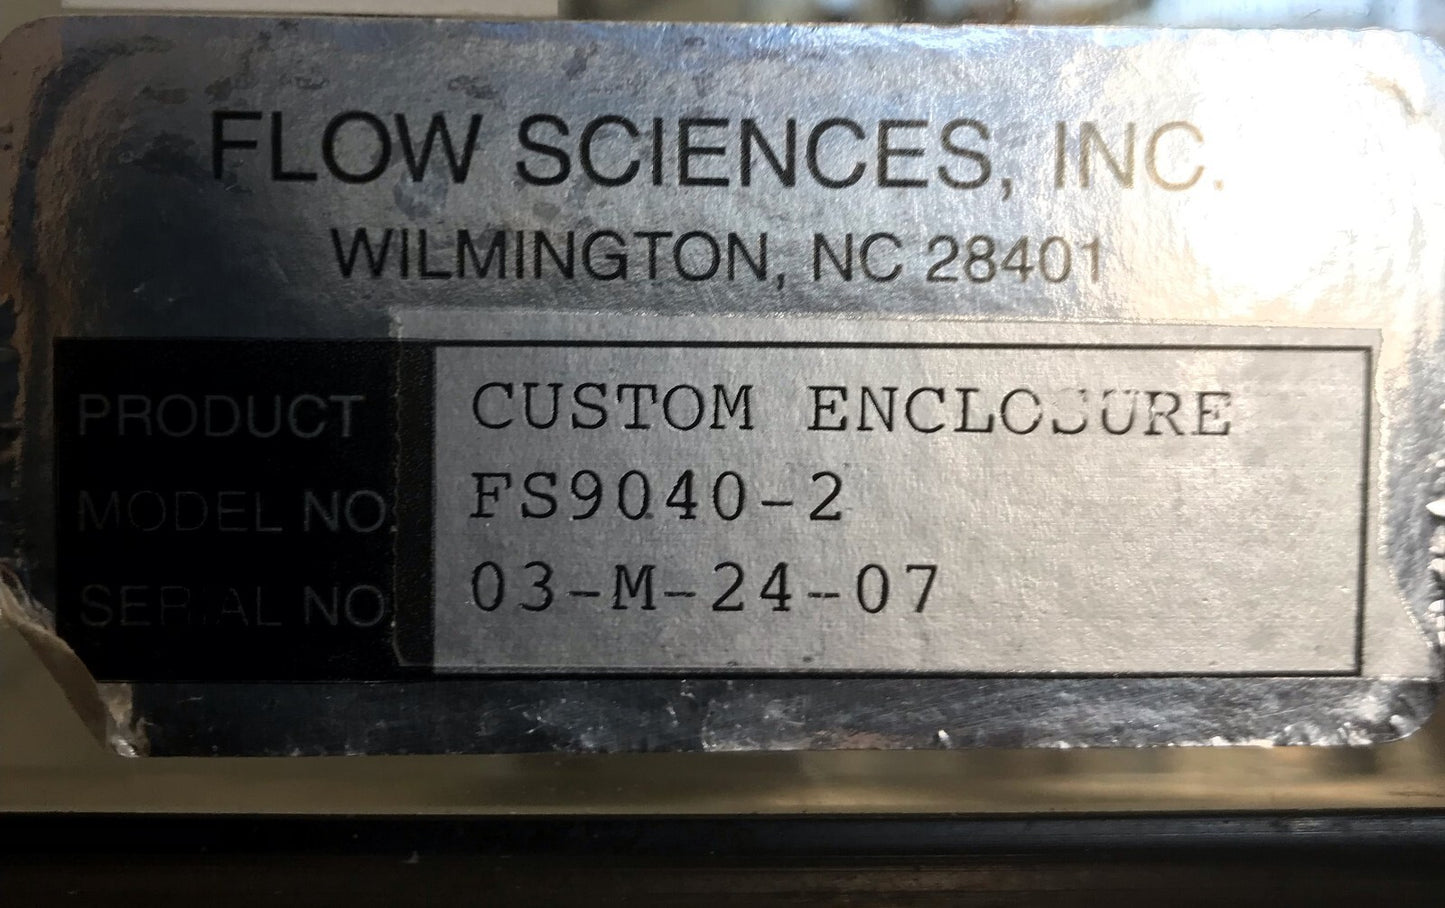 FLOW SCIENCES, INC.
WILMINGTON, NC 28401
PRODUCT CUSTOM ENCLOSURE
MODEL NO. FS9040-2
SERIAL NO. 03-M-24-07